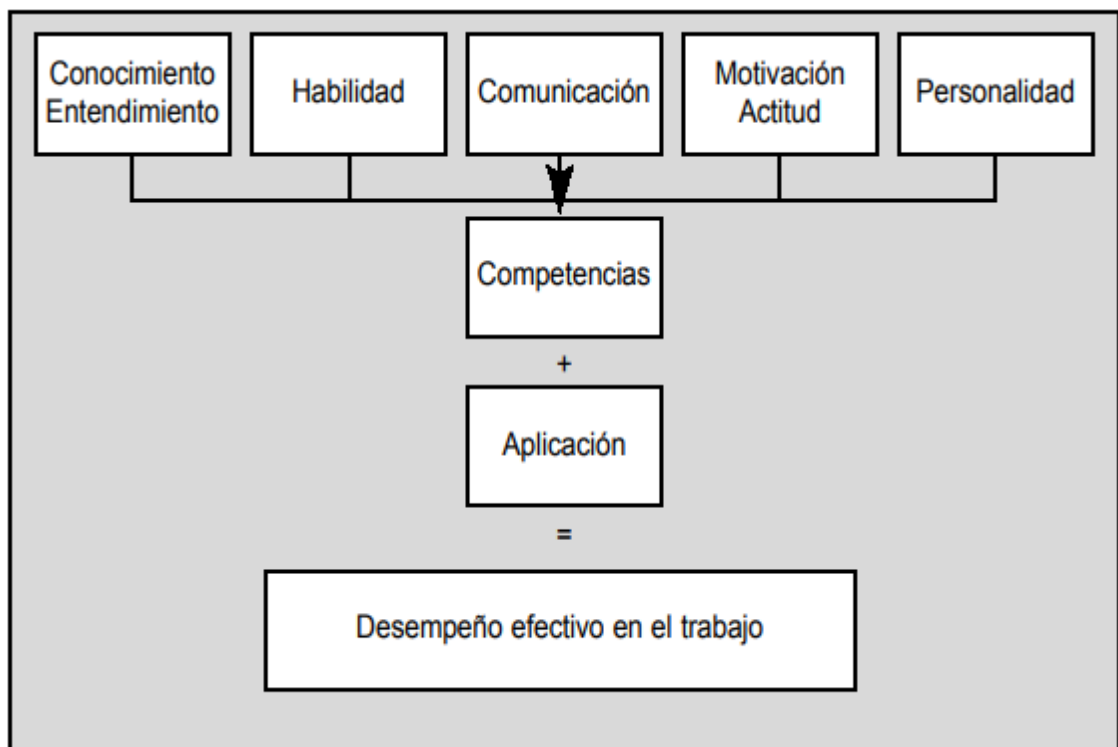 Conocimiento
Entendimiento
Habilidad
Comunicación
Motivación
Actitud
Personalidad
Competencias
+
Aplicación
=
Desempeño efectivo en el trabajo